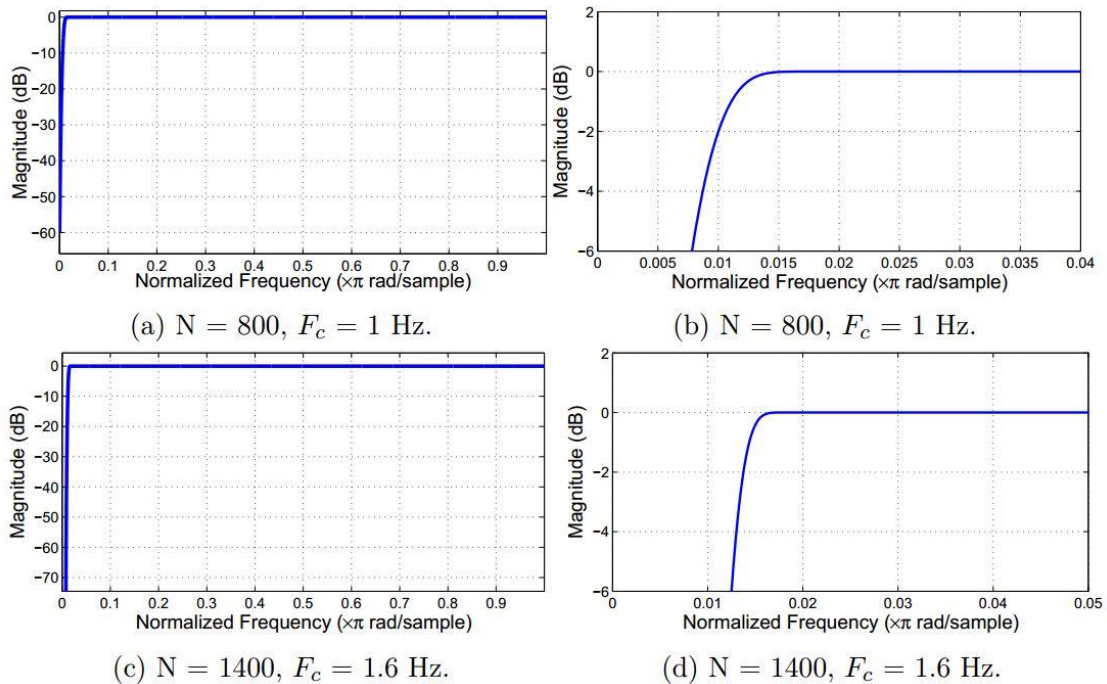 0
−10
−20
−30
−40
−50
−60
Magnitude (dB)
0 0.1 0.2 0.3 0.4 0.5 0.6 0.7 0.8 0.9
Normalized Frequency (×π rad/sample)
(a) N = 800, F_c = 1 Hz.
2
0
−2
−4
−6
Magnitude (dB)
0 0.005 0.01 0.015 0.02 0.025 0.03 0.035 0.04
Normalized Frequency (×π rad/sample)
(b) N = 800, F_c = 1 Hz.
0
−10
−20
−30
−40
−50
−60
−70
Magnitude (dB)
0 0.1 0.2 0.3 0.4 0.5 0.6 0.7 0.8 0.9
Normalized Frequency (×π rad/sample)
(c) N = 1400, F_c = 1.6 Hz.
2
0
−2
−4
−6
Magnitude (dB)
0 0.01 0.02 0.03 0.04 0.05
Normalized Frequency (×π rad/sample)
(d) N = 1400, F_c = 1.6 Hz.